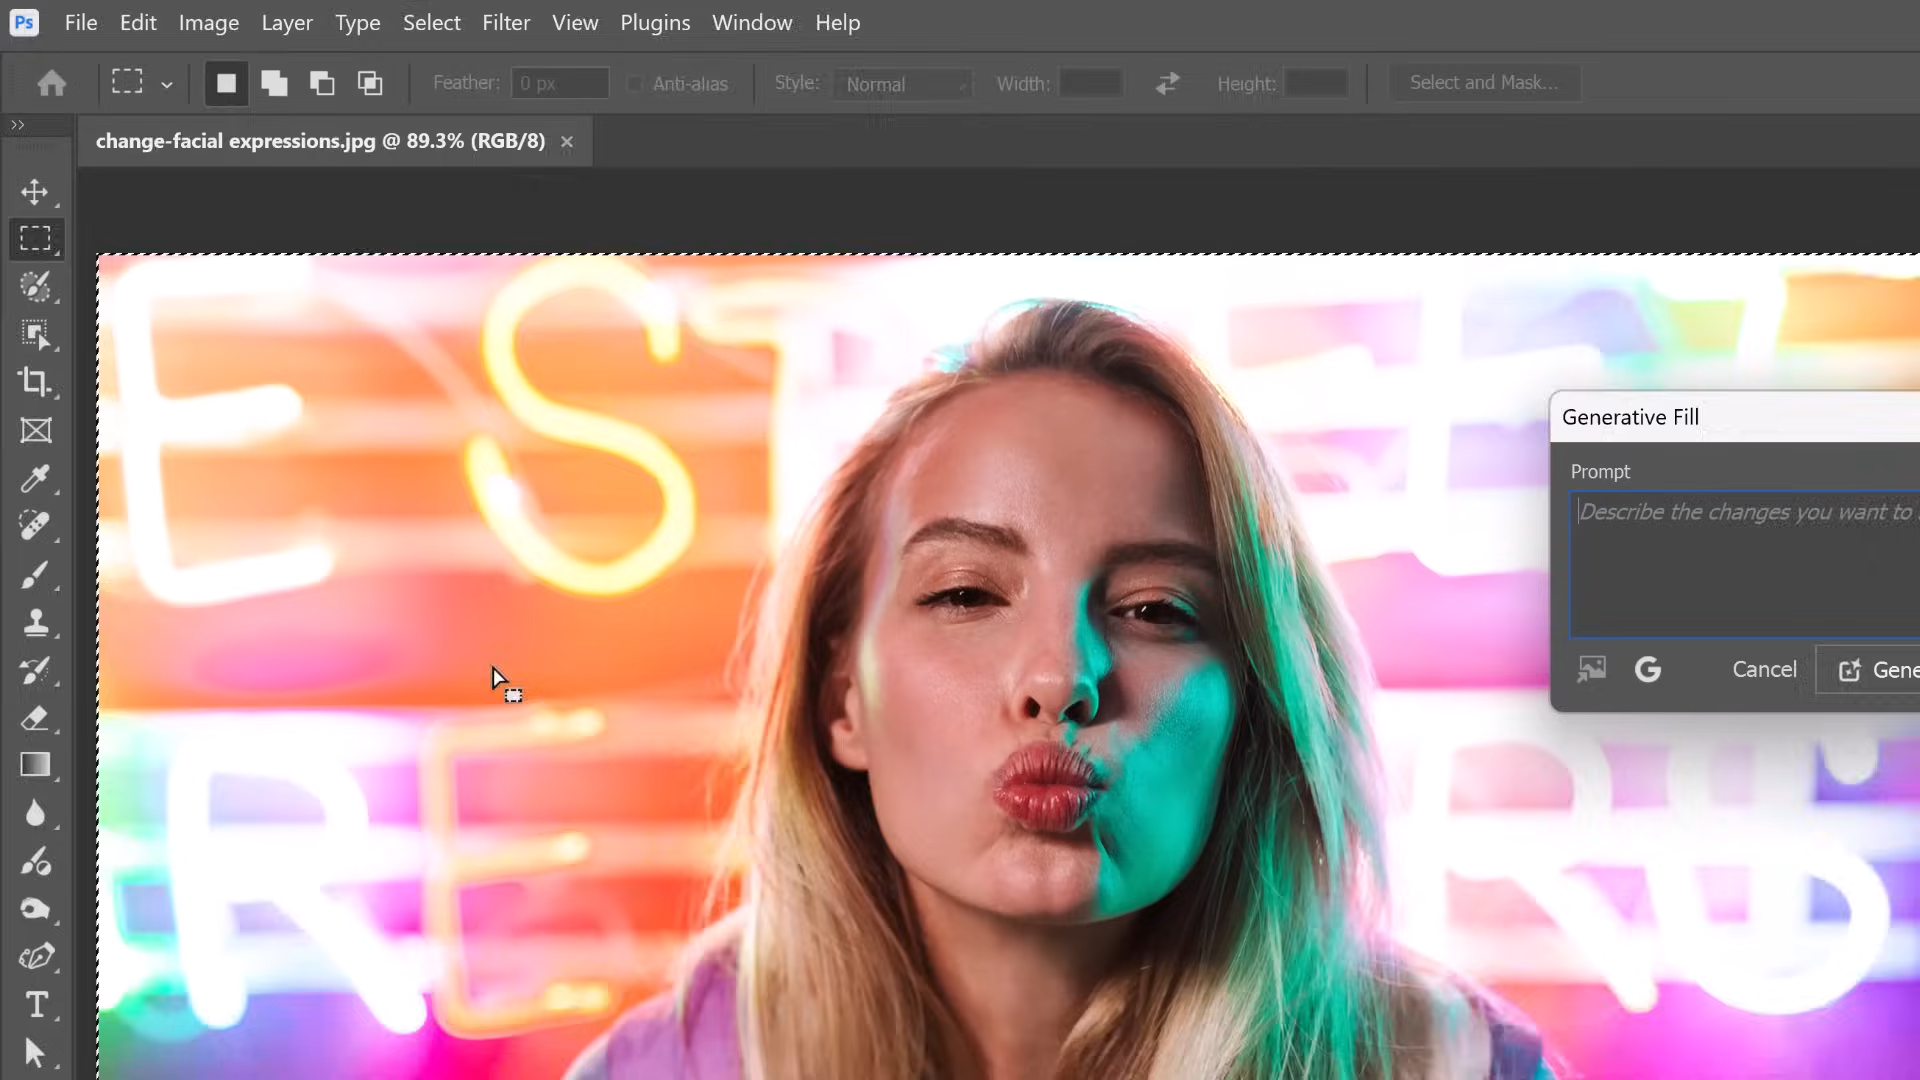 Ps File Edit Image Layer Type Select Filter View Plugins Window Help
Feather: 0 px Anti-alias Style: Normal Width: Height: Select and Mask...
change-facial expressions.jpg @ 89.3% (RGB/8)
E S
Generative Fill
Prompt
Describe the changes you want to
G Cancel Gene
R E
T